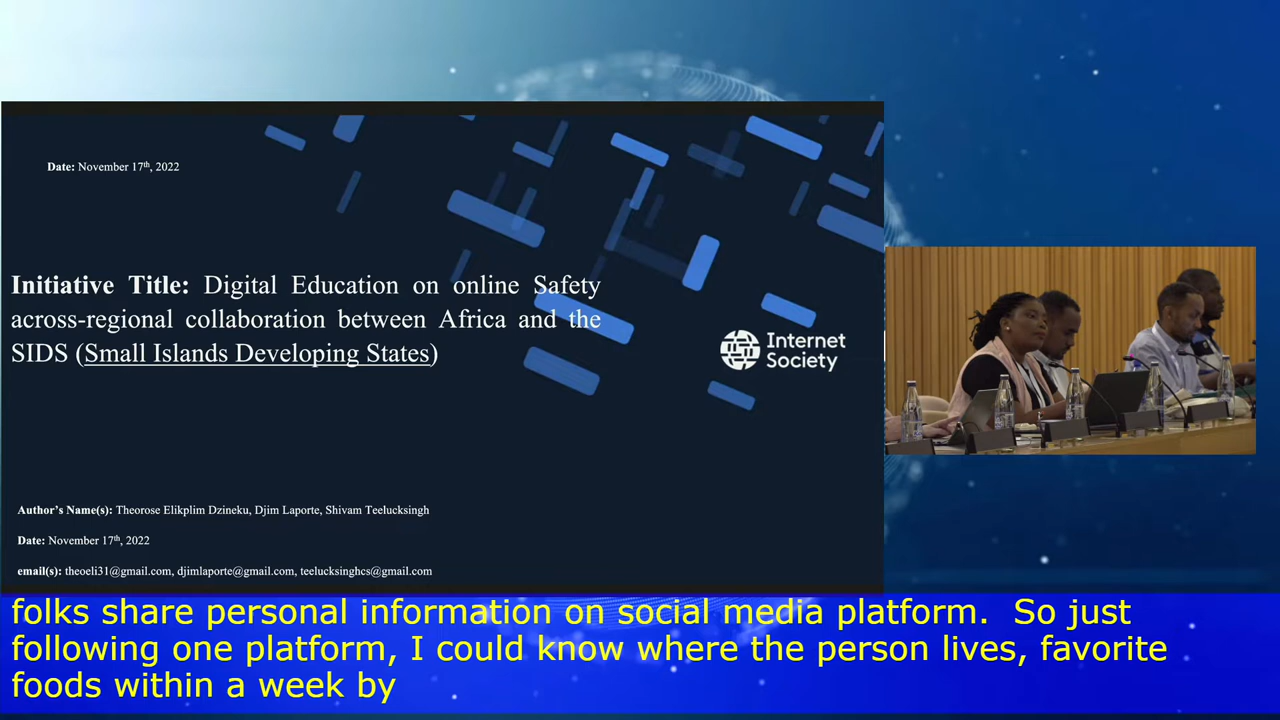 Date: November 17th, 2022
Initiative Title: Digital Education on online Safety
across-regional collaboration between Africa and the
SIDS (Small Islands Developing States)
Internet
Society
Author's Name(s): Theorose Elikplim Dzineku, Djim Laporte, Shivam Teelucksingh
Date: November 17th, 2022
email(s): theoeli31@gmail.com, djimlaporte@gmail.com, teelucksinghcs@gmail.com
folks share personal information on social media platform.  So just
following one platform, I could know where the person lives, favorite
foods within a week by